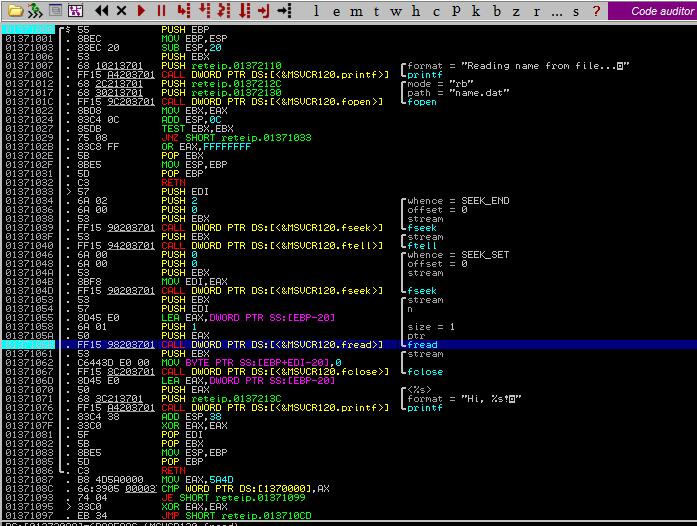 l e m t w h c p k b z r ... s ? Code auditor
$ 55 PUSH EBP
01371001 . 8BEC MOV EBP,ESP
01371003 . 83EC 20 SUB ESP,20
01371006 . 53 PUSH EBX
01371007 . 68 10213701 PUSH reteip.01372110 format = "Reading name from file...
0137100C . FF15 A4203701 CALL DWORD PTR DS:[<&MSVCR120.printf>] printf
01371012 . 68 2C213701 PUSH reteip.0137212C mode = "rb"
01371017 . 68 30213701 PUSH reteip.01372130 path = "name.dat"
0137101C . FF15 9C203701 CALL DWORD PTR DS:[<&MSVCR120.fopen>] fopen
01371022 . 8BD8 MOV EBX,EAX
01371024 . 83C4 0C ADD ESP,0C
01371027 . 85DB TEST EBX,EBX
01371029 . 75 08 JNZ SHORT reteip.01371033
0137102B . 83C8 FF OR EAX,FFFFFFFF
0137102E . 5B POP EBX
0137102F . 8BE5 MOV ESP,EBP
01371031 . 5D POP EBP
01371032 . C3 RETN
01371033 > 57 PUSH EDI
01371034 . 6A 02 PUSH 2 whence = SEEK_END
01371036 . 6A 00 PUSH 0 offset = 0
01371038 . 53 PUSH EBX stream
01371039 . FF15 90203701 CALL DWORD PTR DS:[<&MSVCR120.fseek>] fseek
0137103F . 53 PUSH EBX stream
01371040 . FF15 94203701 CALL DWORD PTR DS:[<&MSVCR120.ftell>] ftell
01371046 . 6A 00 PUSH 0 whence = SEEK_SET
01371048 . 6A 00 PUSH 0 offset = 0
0137104A . 53 PUSH EBX stream
0137104B . 8BF8 MOV EDI,EAX
0137104D . FF15 90203701 CALL DWORD PTR DS:[<&MSVCR120.fseek>] fseek
01371053 . 53 PUSH EBX stream
01371054 . 57 PUSH EDI n
01371055 . 8D45 E0 LEA EAX,DWORD PTR SS:[EBP-20]
01371058 . 6A 01 PUSH 1 size = 1
0137105A . 50 PUSH EAX ptr
. FF15 98203701 CALL DWORD PTR DS:[<&MSVCR120.fread>] fread
01371061 . 53 PUSH EBX stream
01371062 . C6443D E0 00 MOV BYTE PTR SS:[EBP+EDI-20],0
01371067 . FF15 8C203701 CALL DWORD PTR DS:[<&MSVCR120.fclose>] fclose
0137106D . 8D45 E0 LEA EAX,DWORD PTR SS:[EBP-20]
01371070 . 50 PUSH EAX <%s>
01371071 . 68 3C213701 PUSH reteip.0137213C format = "Hi, %s!
01371076 . FF15 A4203701 CALL DWORD PTR DS:[<&MSVCR120.printf>] printf
0137107C . 83C4 38 ADD ESP,38
0137107F . 33C0 XOR EAX,EAX
01371081 . 5F POP EDI
01371082 . 5B POP EBX
01371083 . 8BE5 MOV ESP,EBP
01371085 . 5D POP EBP
01371086 . C3 RETN
01371087 . B8 4D5A0000 MOV EAX,5A4D
0137108C . 66:3905 00003 CMP WORD PTR DS:[1370000],AX
01371093 . 74 04 JE SHORT reteip.01371099
01371095 > 33C0 XOR EAX,EAX
01371097 . EB 34 JMP SHORT reteip.013710CD